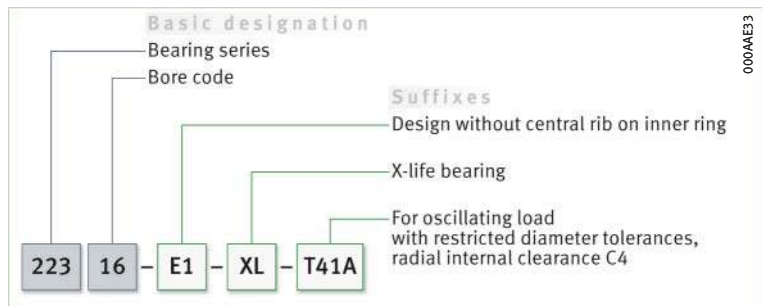 Basic designation
Bearing series
Bore code
Suffixes
Design without central rib on inner ring
X-life bearing
For oscillating load
with restricted diameter tolerances,
radial internal clearance C4
223 16 – E1 – XL – T41A
000AAE33